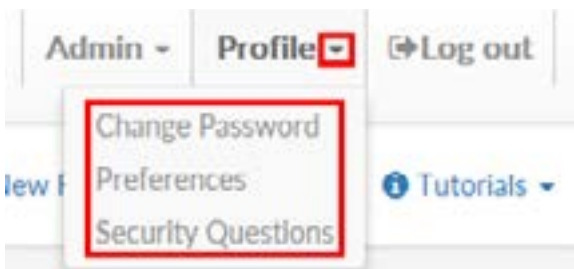 Admin Profile Log out
Change Password
Preferences
Security Questions
Tutorials